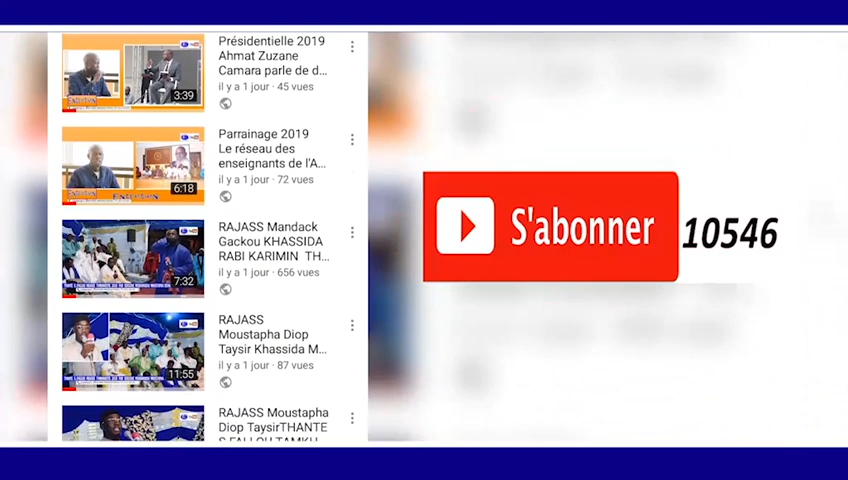 Présidentielle 2019
Ahmat Zuzane
Camara parle de d...
il y a 1 jour · 45 vues
3:39
Parrainage 2019
Le réseau des
enseignants de l'A...
il y a 1 jour · 72 vues
6:18
RAJASS Mandack
Gackou KHASSIDA
RABI KARIMIN TH...
il y a 1 jour · 656 vues
7:32
RAJASS
Moustapha Diop
Taysir Khassida M...
il y a 1 jour · 87 vues
11:55
RAJASS Moustapha
Diop TaysirTHANTE
S.FALLOU TAMKH
S'abonner 10546